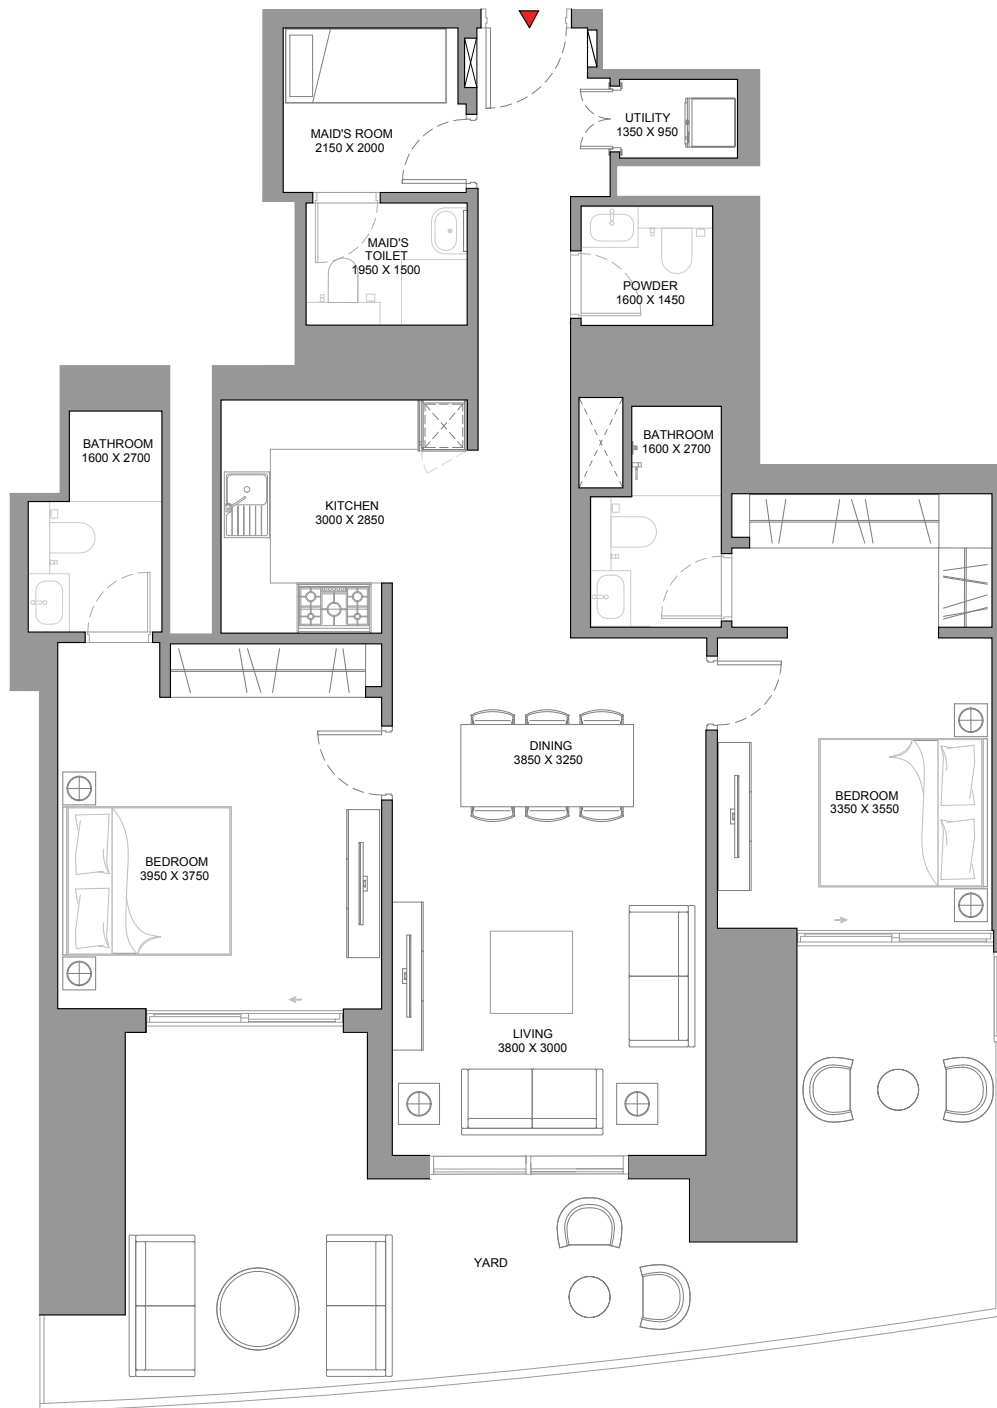 MAID'S ROOM
2150 X 2000
UTILITY
1350 X 950
MAID'S
TOILET
1950 X 1500
POWDER
1600 X 1450
BATHROOM
1600 X 2700
BATHROOM
1600 X 2700
KITCHEN
3000 X 2850
DINING
3850 X 3250
BEDROOM
3350 X 3550
BEDROOM
3950 X 3750
LIVING
3800 X 3000
YARD